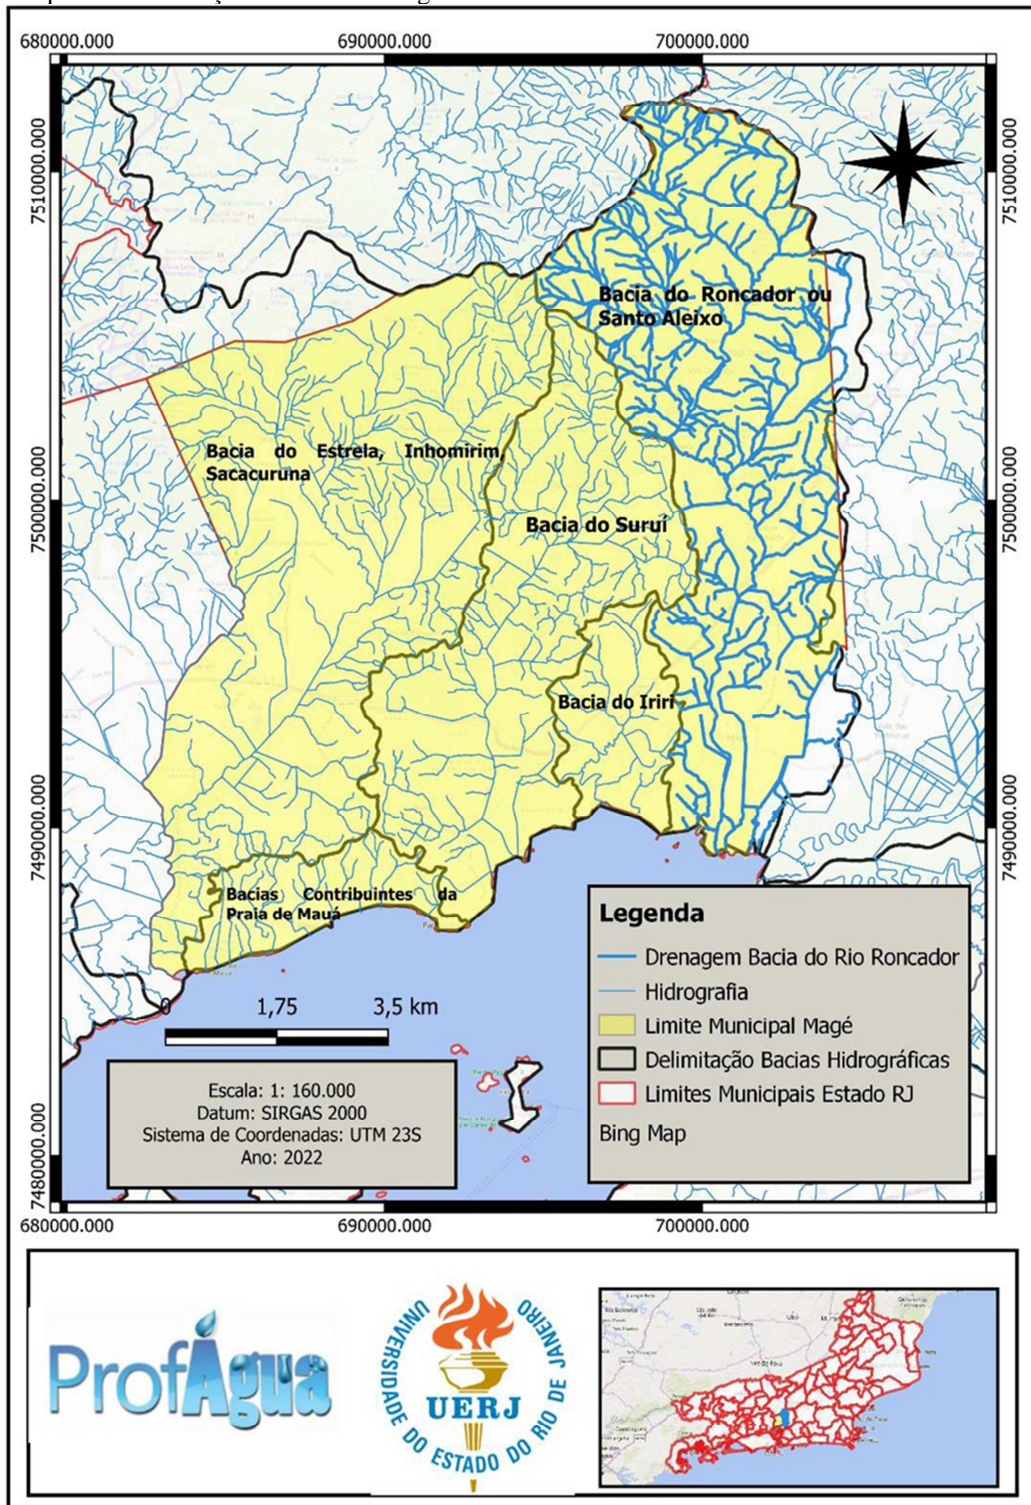 680000.000
690000.000
700000.000
7510000.000
7510000.000
Bacia do Roncador ou
Santo Aleixo
Bacia do Estrela, Inhomirim,
Sacacuruna
7500000.000
7500000.000
Bacia do Suruí
Bacia do Iriri
7490000.000
7490000.000
Bacias Contribuintes da
Praia de Mauá
0 1,75 3,5 km
Escala: 1: 160.000
Datum: SIRGAS 2000
Sistema de Coordenadas: UTM 23S
Ano: 2022
Legenda
Drenagem Bacia do Rio Roncador
Hidrografia
Limite Municipal Magé
Delimitação Bacias Hidrográficas
Limites Municipais Estado RJ
Bing Map
7480000.000
7480000.000
680000.000
690000.000
700000.000
ProfÁgua
UNIVERSIDADE DO ESTADO DO RIO DE JANEIRO
UERJ